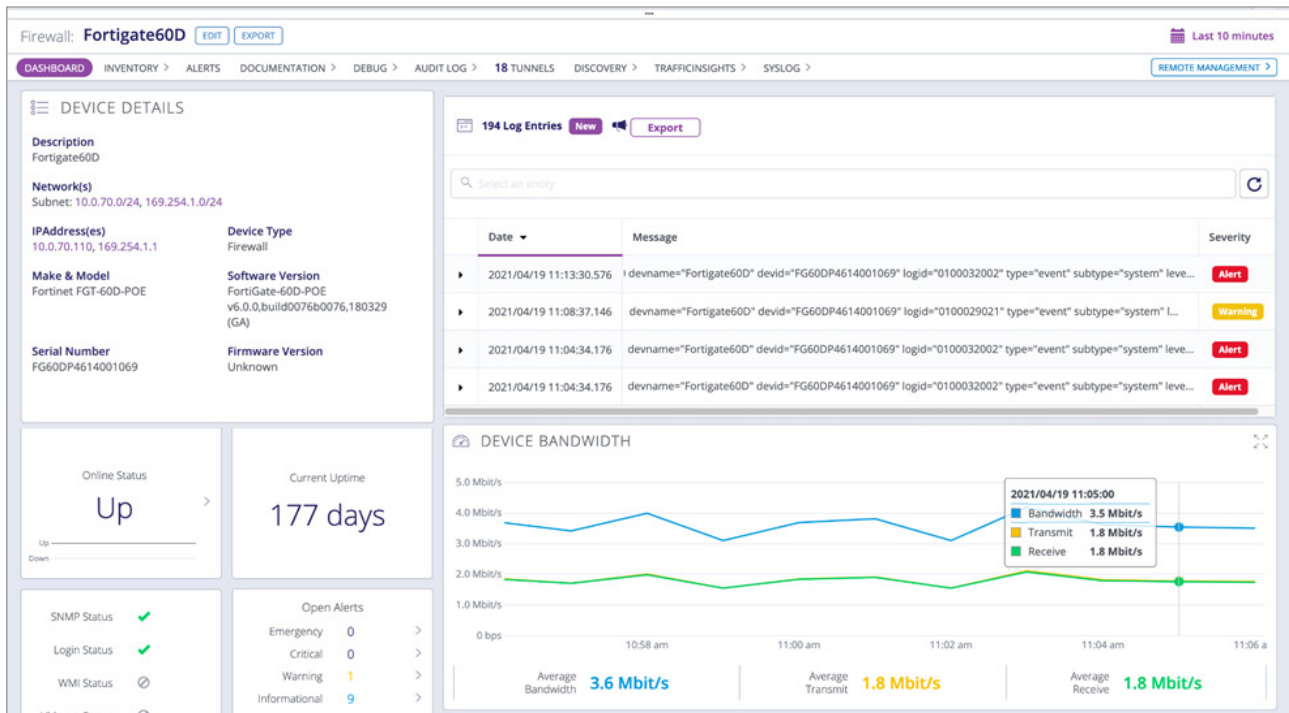 Firewall: Fortigate60D EDIT EXPORT Last 10 minutes
DASHBOARD INVENTORY > ALERTS DOCUMENTATION > DEBUG > AUDIT LOG > 18 TUNNELS DISCOVERY > TRAFFICINSIGHTS > SYSLOG > REMOTE MANAGEMENT >
DEVICE DETAILS
Description
Fortigate60D
Network(s)
Subnet: 10.0.70.0/24, 169.254.1.0/24
IPAddress(es)
10.0.70.110, 169.254.1.1
Device Type
Firewall
Make & Model
Fortinet FGT-60D-POE
Software Version
FortiGate-60D-POE
v6.0.0,build0076b0076,180329
(GA)
Serial Number
FG60DP4614001069
Firmware Version
Unknown
194 Log Entries New Export
Select an entity
Date Message Severity
2021/04/19 11:13:30.576 devname="Fortigate60D" devid="FG60DP4614001069" logid="0100032002" type="event" subtype="system" leve... Alert
2021/04/19 11:08:37.146 devname="Fortigate60D" devid="FG60DP4614001069" logid="0100029021" type="event" subtype="system" l... Warning
2021/04/19 11:04:34.176 devname="Fortigate60D" devid="FG60DP4614001069" logid="0100032002" type="event" subtype="system" leve... Alert
2021/04/19 11:04:34.176 devname="Fortigate60D" devid="FG60DP4614001069" logid="0100032002" type="event" subtype="system" leve... Alert
Online Status
Up
Up
Down
Current Uptime
177 days
SNMP Status
Login Status
WMI Status
Open Alerts
Emergency 0
Critical 0
Warning 1
Informational 9
DEVICE BANDWIDTH
5.0 Mbit/s
4.0 Mbit/s
3.0 Mbit/s
2.0 Mbit/s
1.0 Mbit/s
0 bps
2021/04/19 11:05:00
Bandwidth 3.5 Mbit/s
Transmit 1.8 Mbit/s
Receive 1.8 Mbit/s
10:58 am 11:00 am 11:02 am 11:04 am 11:06 a
Average Bandwidth 3.6 Mbit/s
Average Transmit 1.8 Mbit/s
Average Receive 1.8 Mbit/s